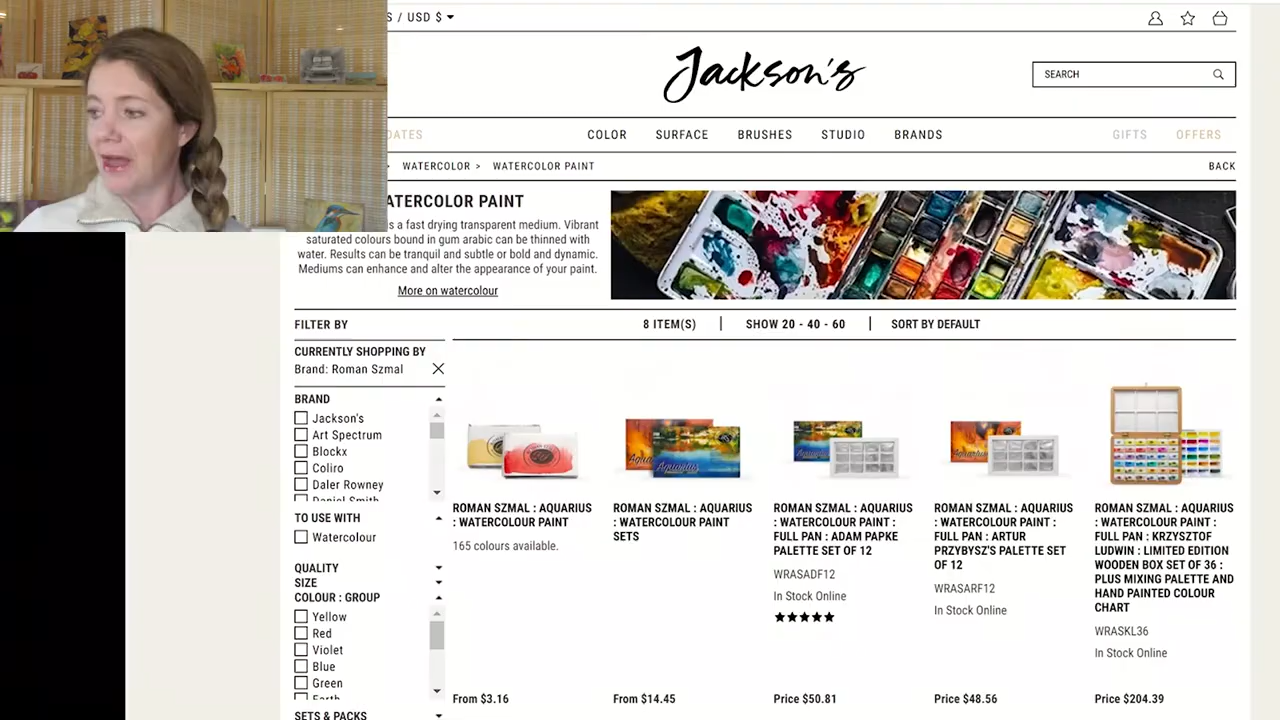 S / USD $
Jackson's
SEARCH
DATES
COLOR SURFACE BRUSHES STUDIO BRANDS
GIFTS OFFERS
> WATERCOLOR > WATERCOLOR PAINT
BACK
ATERCOLOR PAINT
s a fast drying transparent medium. Vibrant
saturated colours bound in gum arabic can be thinned with
water. Results can be tranquil and subtle or bold and dynamic.
Mediums can enhance and alter the appearance of your paint.
More on watercolour
FILTER BY
8 ITEM(S) | SHOW 20 - 40 - 60 | SORT BY DEFAULT
CURRENTLY SHOPPING BY
Brand: Roman Szmal
BRAND
Jackson's
Art Spectrum
Blockx
Coliro
Daler Rowney
Daniel Smith
TO USE WITH
Watercolour
QUALITY
SIZE
COLOUR : GROUP
Yellow
Red
Violet
Blue
Green
Earth
SETS & PACKS
ROMAN SZMAL : AQUARIUS
: WATERCOLOUR PAINT
165 colours available.
From $3.16
Aquarius
ROMAN SZMAL : AQUARIUS
: WATERCOLOUR PAINT
SETS
From $14.45
ROMAN SZMAL : AQUARIUS
: WATERCOLOUR PAINT :
FULL PAN : ADAM PAPKE
PALETTE SET OF 12
WRASADF12
In Stock Online
Price $50.81
ROMAN SZMAL : AQUARIUS
: WATERCOLOUR PAINT :
FULL PAN : ARTUR
PRZYBYSZ'S PALETTE SET
OF 12
WRASARF12
In Stock Online
Price $48.56
ROMAN SZMAL : AQUARIUS
: WATERCOLOUR PAINT :
FULL PAN : KRZYSZTOF
LUDWIN : LIMITED EDITION
WOODEN BOX SET OF 36 :
PLUS MIXING PALETTE AND
HAND PAINTED COLOUR
CHART
WRASKL36
In Stock Online
Price $204.39